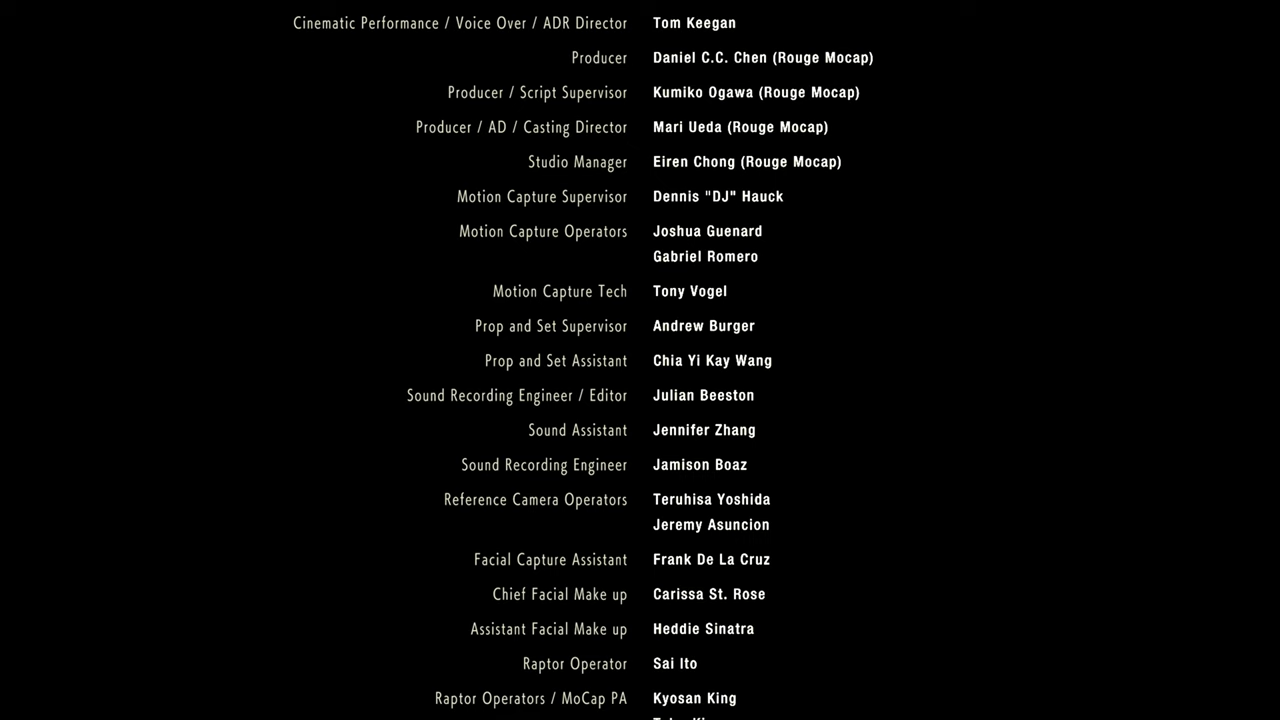 Cinematic Performance / Voice Over / ADR Director Tom Keegan
Producer Daniel C.C. Chen (Rouge Mocap)
Producer / Script Supervisor Kumiko Ogawa (Rouge Mocap)
Producer / AD / Casting Director Mari Ueda (Rouge Mocap)
Studio Manager Eiren Chong (Rouge Mocap)
Motion Capture Supervisor Dennis "DJ" Hauck
Motion Capture Operators Joshua Guenard
Gabriel Romero
Motion Capture Tech Tony Vogel
Prop and Set Supervisor Andrew Burger
Prop and Set Assistant Chia Yi Kay Wang
Sound Recording Engineer / Editor Julian Beeston
Sound Assistant Jennifer Zhang
Sound Recording Engineer Jamison Boaz
Reference Camera Operators Teruhisa Yoshida
Jeremy Asuncion
Facial Capture Assistant Frank De La Cruz
Chief Facial Make up Carissa St. Rose
Assistant Facial Make up Heddie Sinatra
Raptor Operator Sai Ito
Raptor Operators / MoCap PA Kyosan King